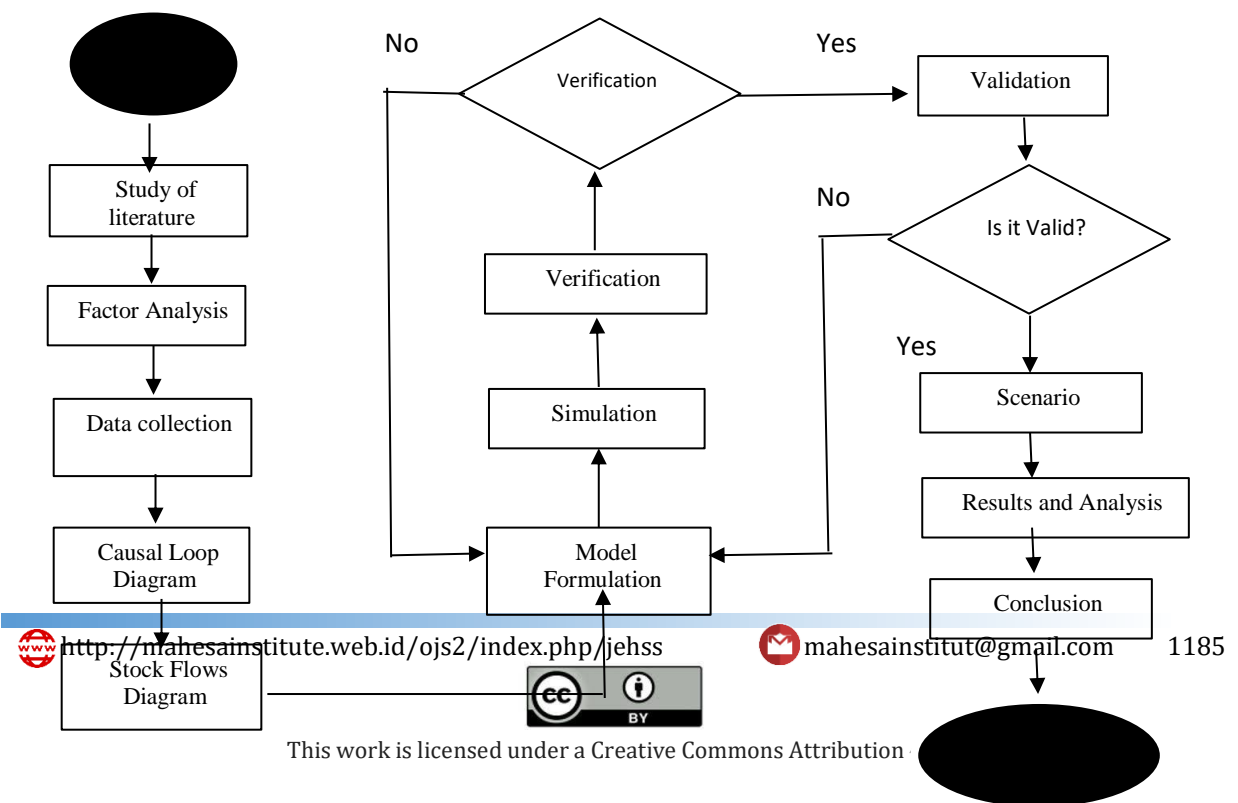 Study of
literature
Factor Analysis
Data collection
Causal Loop
Diagram
Stock Flows
Diagram
No
Verification
Yes
Verification
Simulation
Model
Formulation
Validation
No
Is it Valid?
Yes
Scenario
Results and Analysis
Conclusion
www http://mahesainstitute.web.id/ojs2/index.php/jehss mahesainstitut@gmail.com 1185
cc
BY
This work is licensed under a Creative Commons Attribution